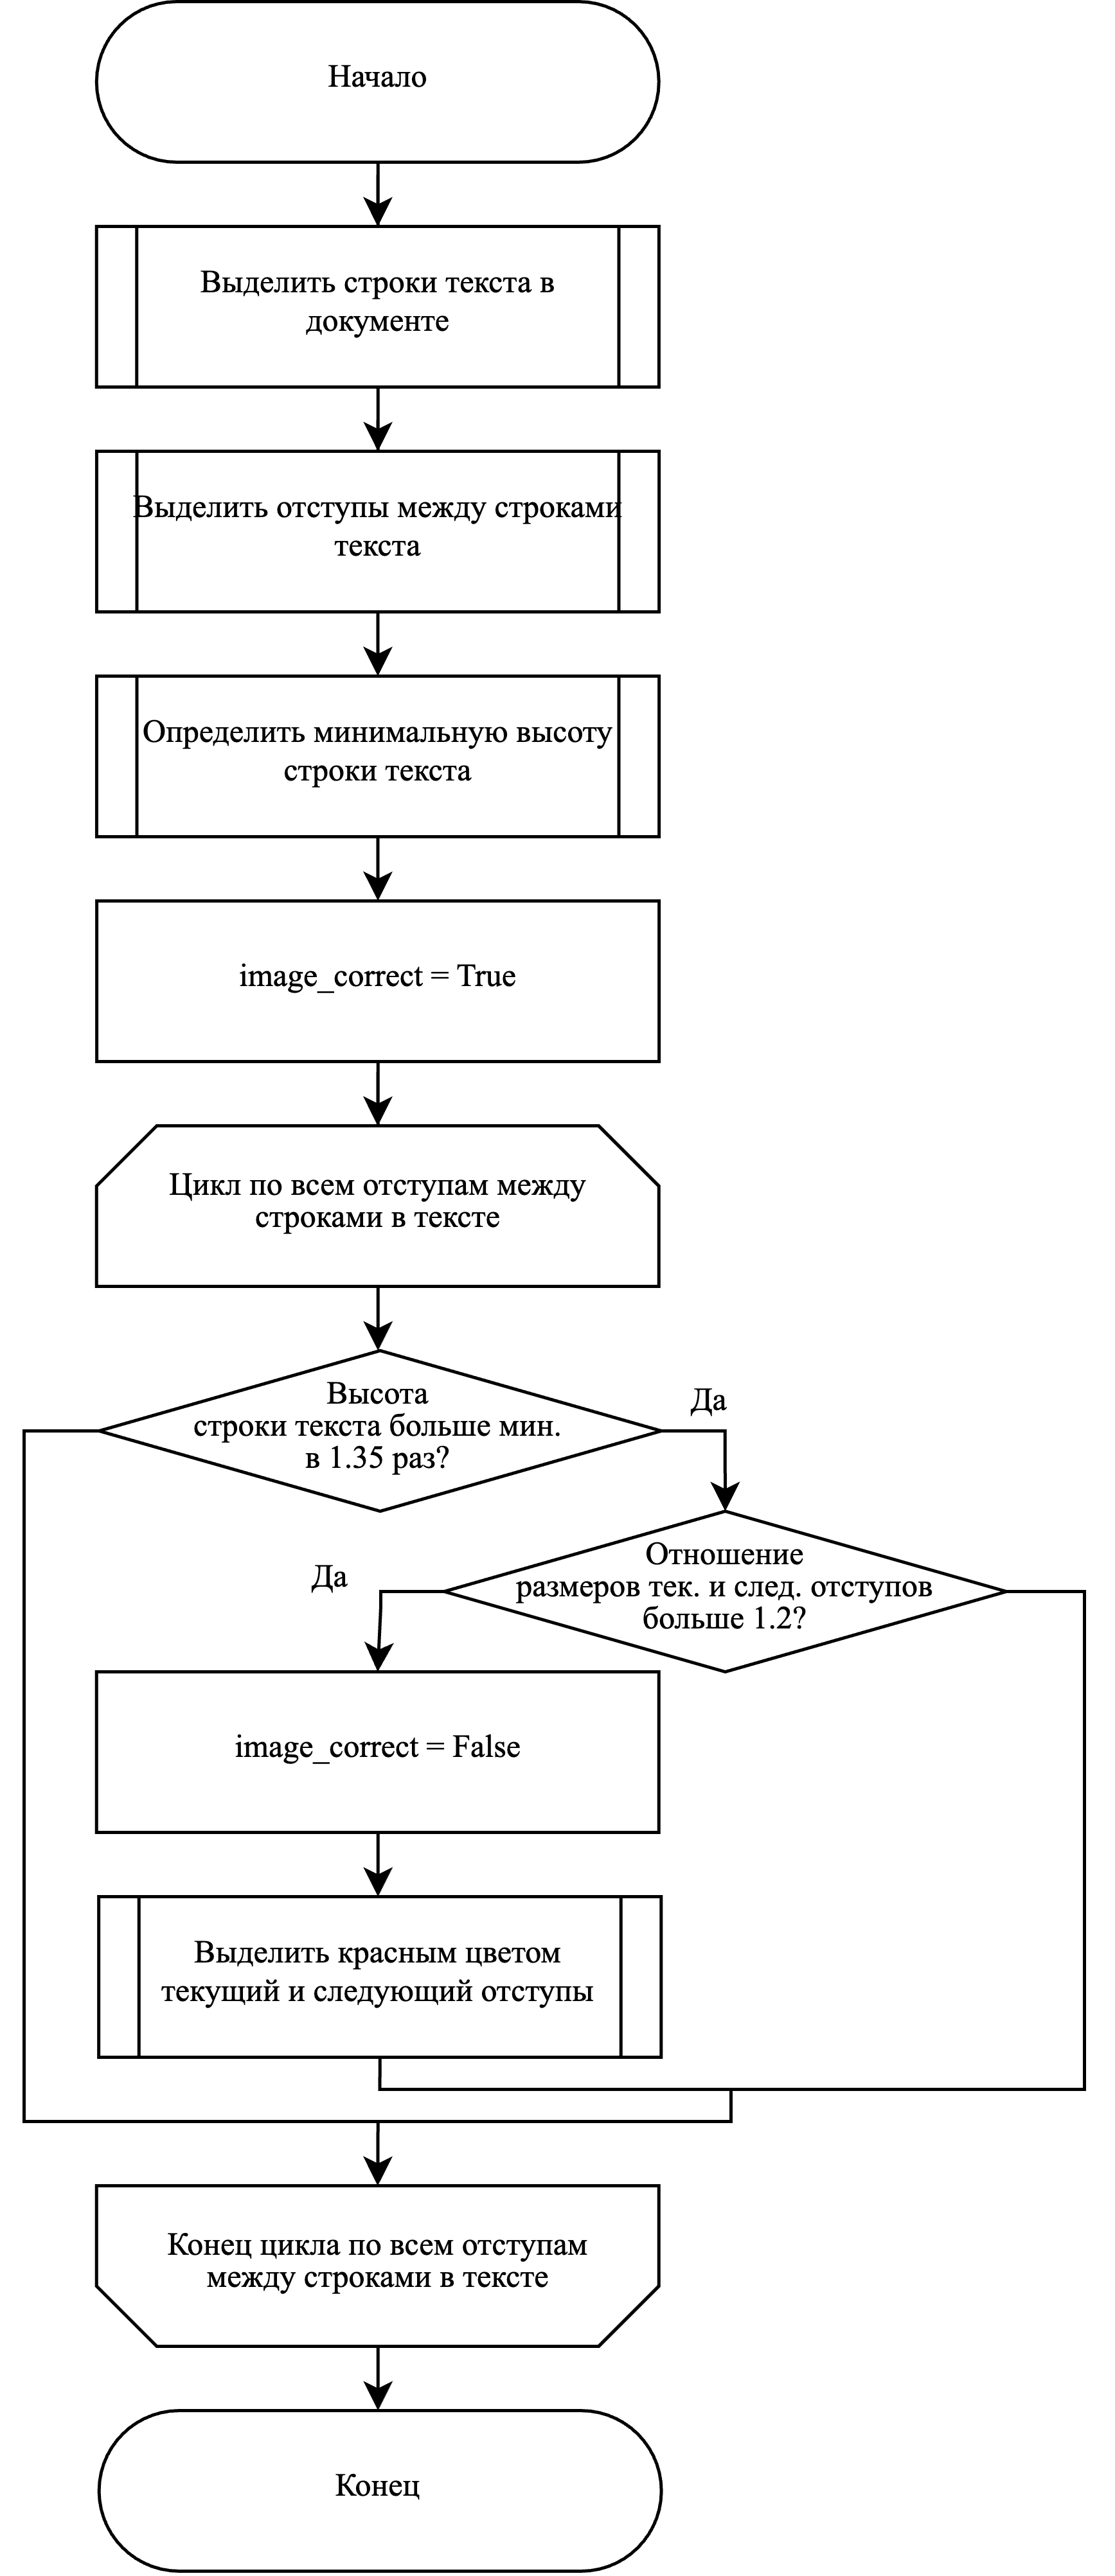 Начало
Выделить строки текста в
документе
Выделить отступы между строками
текста
Определить минимальную высоту
строки текста
image_correct = True
Цикл по всем отступам между
строками в тексте
Высота
строки текста больше мин.
в 1.35 раз?
Да
Отношение
размеров тек. и след. отступов
больше 1.2?
Да
image_correct = False
Выделить красным цветом
текущий и следующий отступы
Конец цикла по всем отступам
между строками в тексте
Конец